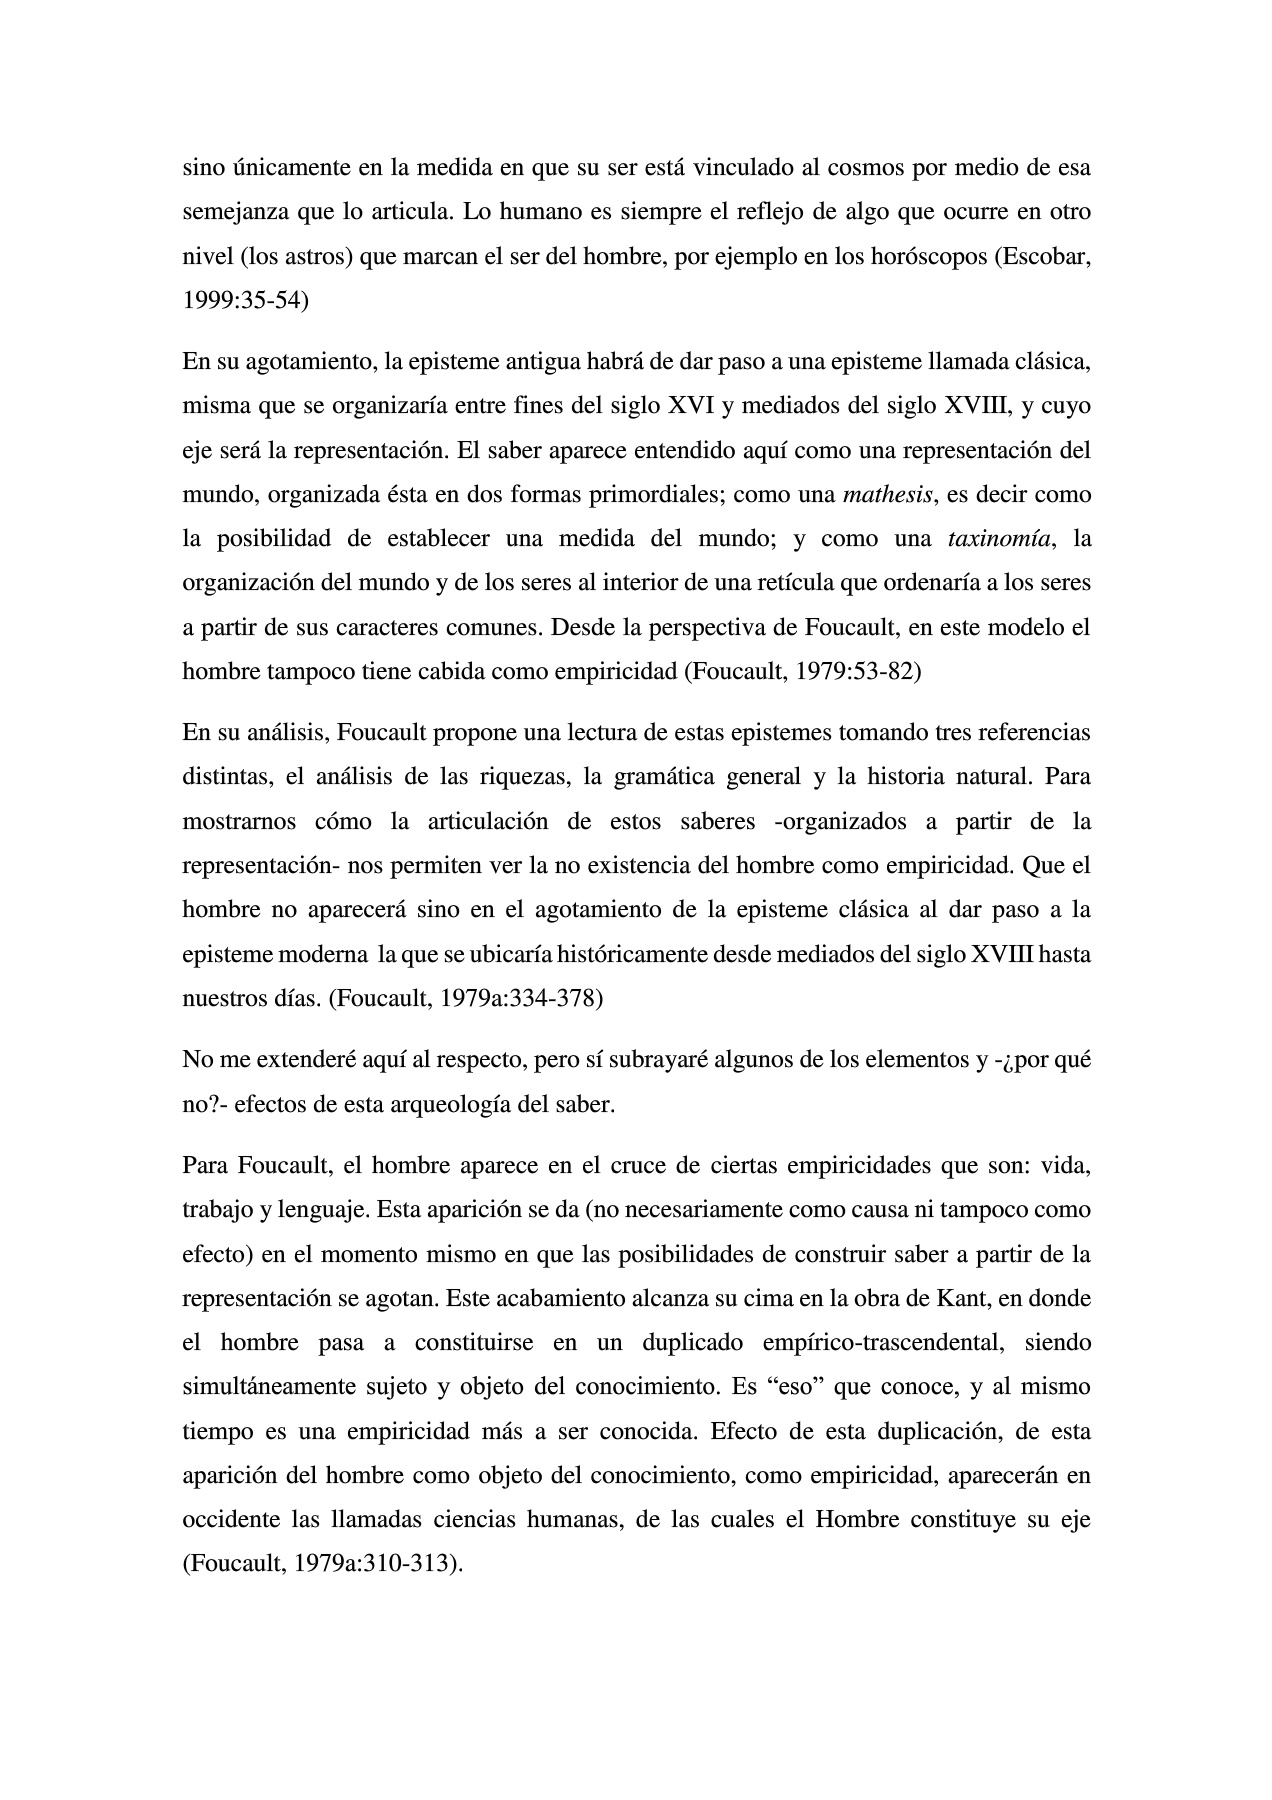 sino únicamente en la medida en que su ser está vinculado al cosmos por medio de esa
semejanza que lo articula. Lo humano es siempre el reflejo de algo que ocurre en otro
nivel (los astros) que marcan el ser del hombre, por ejemplo en los horóscopos (Escobar,
1999:35-54)
En su agotamiento, la episteme antigua habrá de dar paso a una episteme llamada clásica,
misma que se organizaría entre fines del siglo XVI y mediados del siglo XVIII, y cuyo
eje será la representación. El saber aparece entendido aquí como una representación del
mundo, organizada ésta en dos formas primordiales; como una mathesis, es decir como
la posibilidad de establecer una medida del mundo; y como una taxinomía, la
organización del mundo y de los seres al interior de una retícula que ordenaría a los seres
a partir de sus caracteres comunes. Desde la perspectiva de Foucault, en este modelo el
hombre tampoco tiene cabida como empiricidad (Foucault, 1979:53-82)
En su análisis, Foucault propone una lectura de estas epistemes tomando tres referencias
distintas, el análisis de las riquezas, la gramática general y la historia natural. Para
mostrarnos cómo la articulación de estos saberes -organizados a partir de la
representación- nos permiten ver la no existencia del hombre como empiricidad. Que el
hombre no aparecerá sino en el agotamiento de la episteme clásica al dar paso a la
episteme moderna  la que se ubicaría históricamente desde mediados del siglo XVIII hasta
nuestros días. (Foucault, 1979a:334-378)
No me extenderé aquí al respecto, pero sí subrayaré algunos de los elementos y -¿por qué
no?- efectos de esta arqueología del saber.
Para Foucault, el hombre aparece en el cruce de ciertas empiricidades que son: vida,
trabajo y lenguaje. Esta aparición se da (no necesariamente como causa ni tampoco como
efecto) en el momento mismo en que las posibilidades de construir saber a partir de la
representación se agotan. Este acabamiento alcanza su cima en la obra de Kant, en donde
el hombre pasa a constituirse en un duplicado empírico-trascendental, siendo
simultáneamente sujeto y objeto del conocimiento. Es “eso” que conoce, y al mismo
tiempo es una empiricidad más a ser conocida. Efecto de esta duplicación, de esta
aparición del hombre como objeto del conocimiento, como empiricidad, aparecerán en
occidente las llamadas ciencias humanas, de las cuales el Hombre constituye su eje
(Foucault, 1979a:310-313).